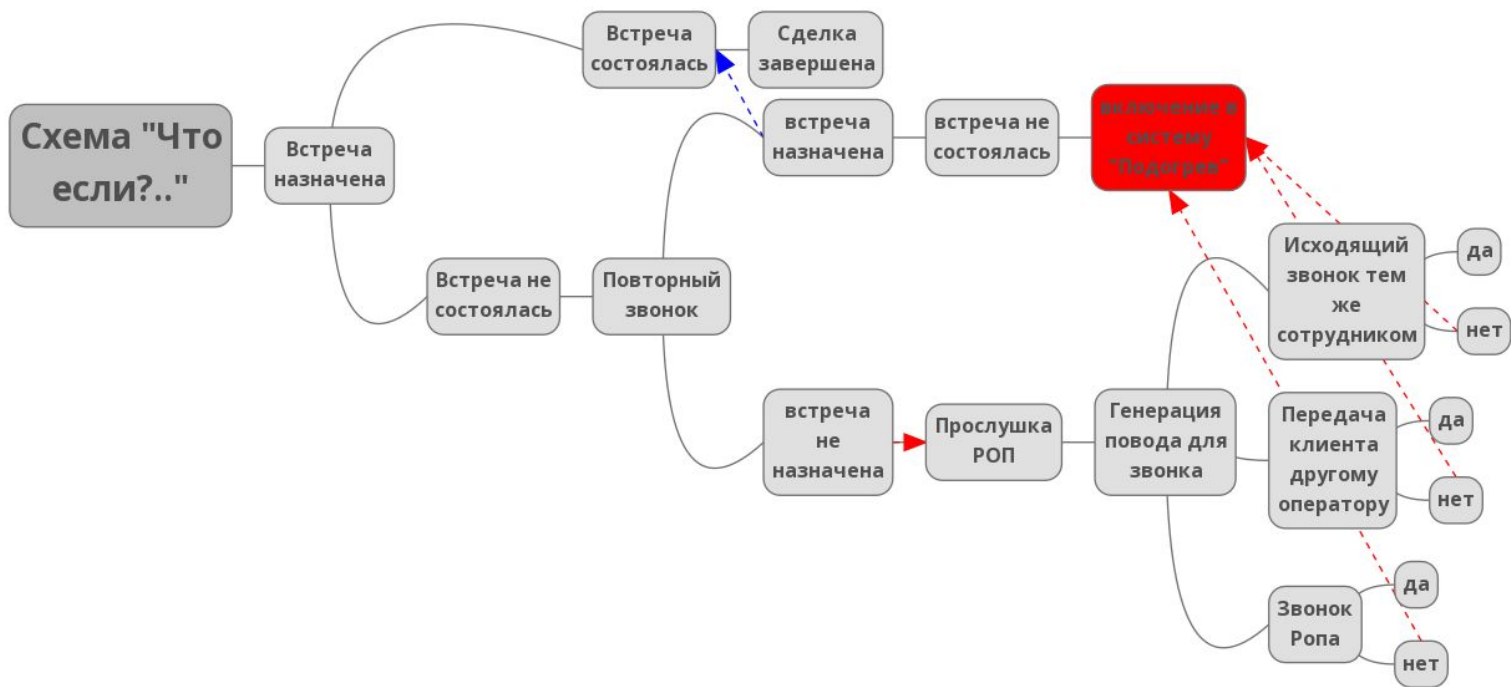 Схема "Что
если?.."
Встреча
назначена
Встреча
состоялась
Сделка
завершена
встреча
назначена
встреча не
состоялась
включение в
систему
"Подогрев"
Встреча не
состоялась
Повторный
звонок
встреча
не
назначена
Прослушка
РОП
Генерация
повода для
звонка
Исходящий
звонок тем
же
сотрудником
да
нет
Передача
клиента
другому
оператору
да
нет
Звонок
Ропа
да
нет